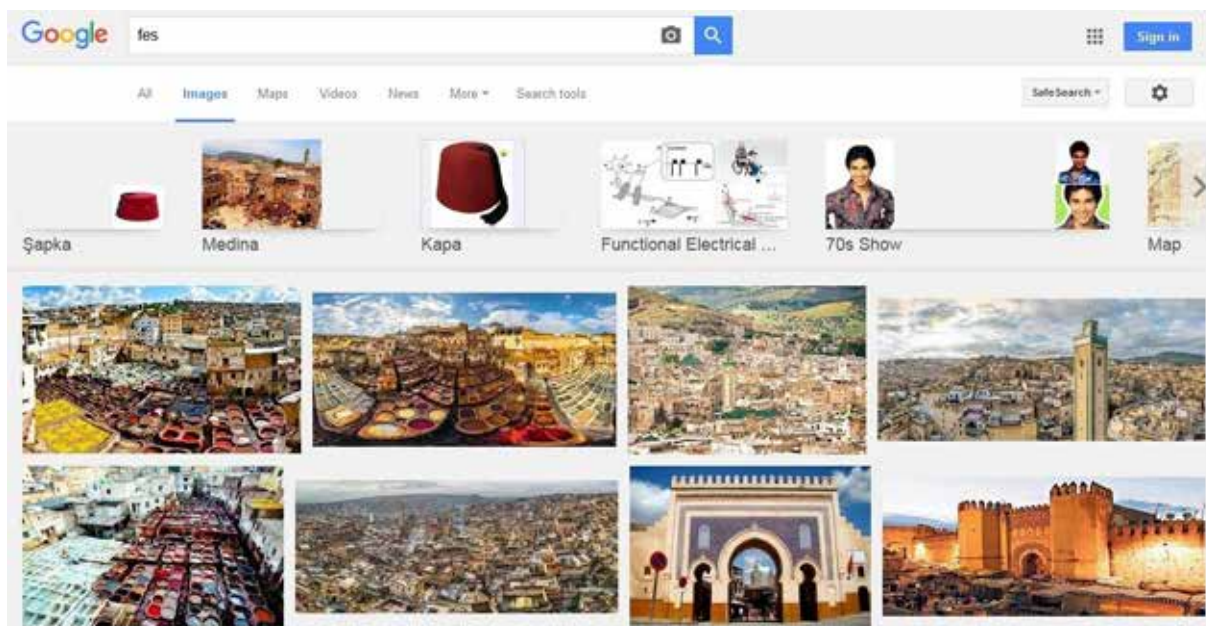 Google fes Sign in
All Images Maps Videos News More Search tools SafeSearch
Şapka Medina Kapa Functional Electrical ... 70s Show Map